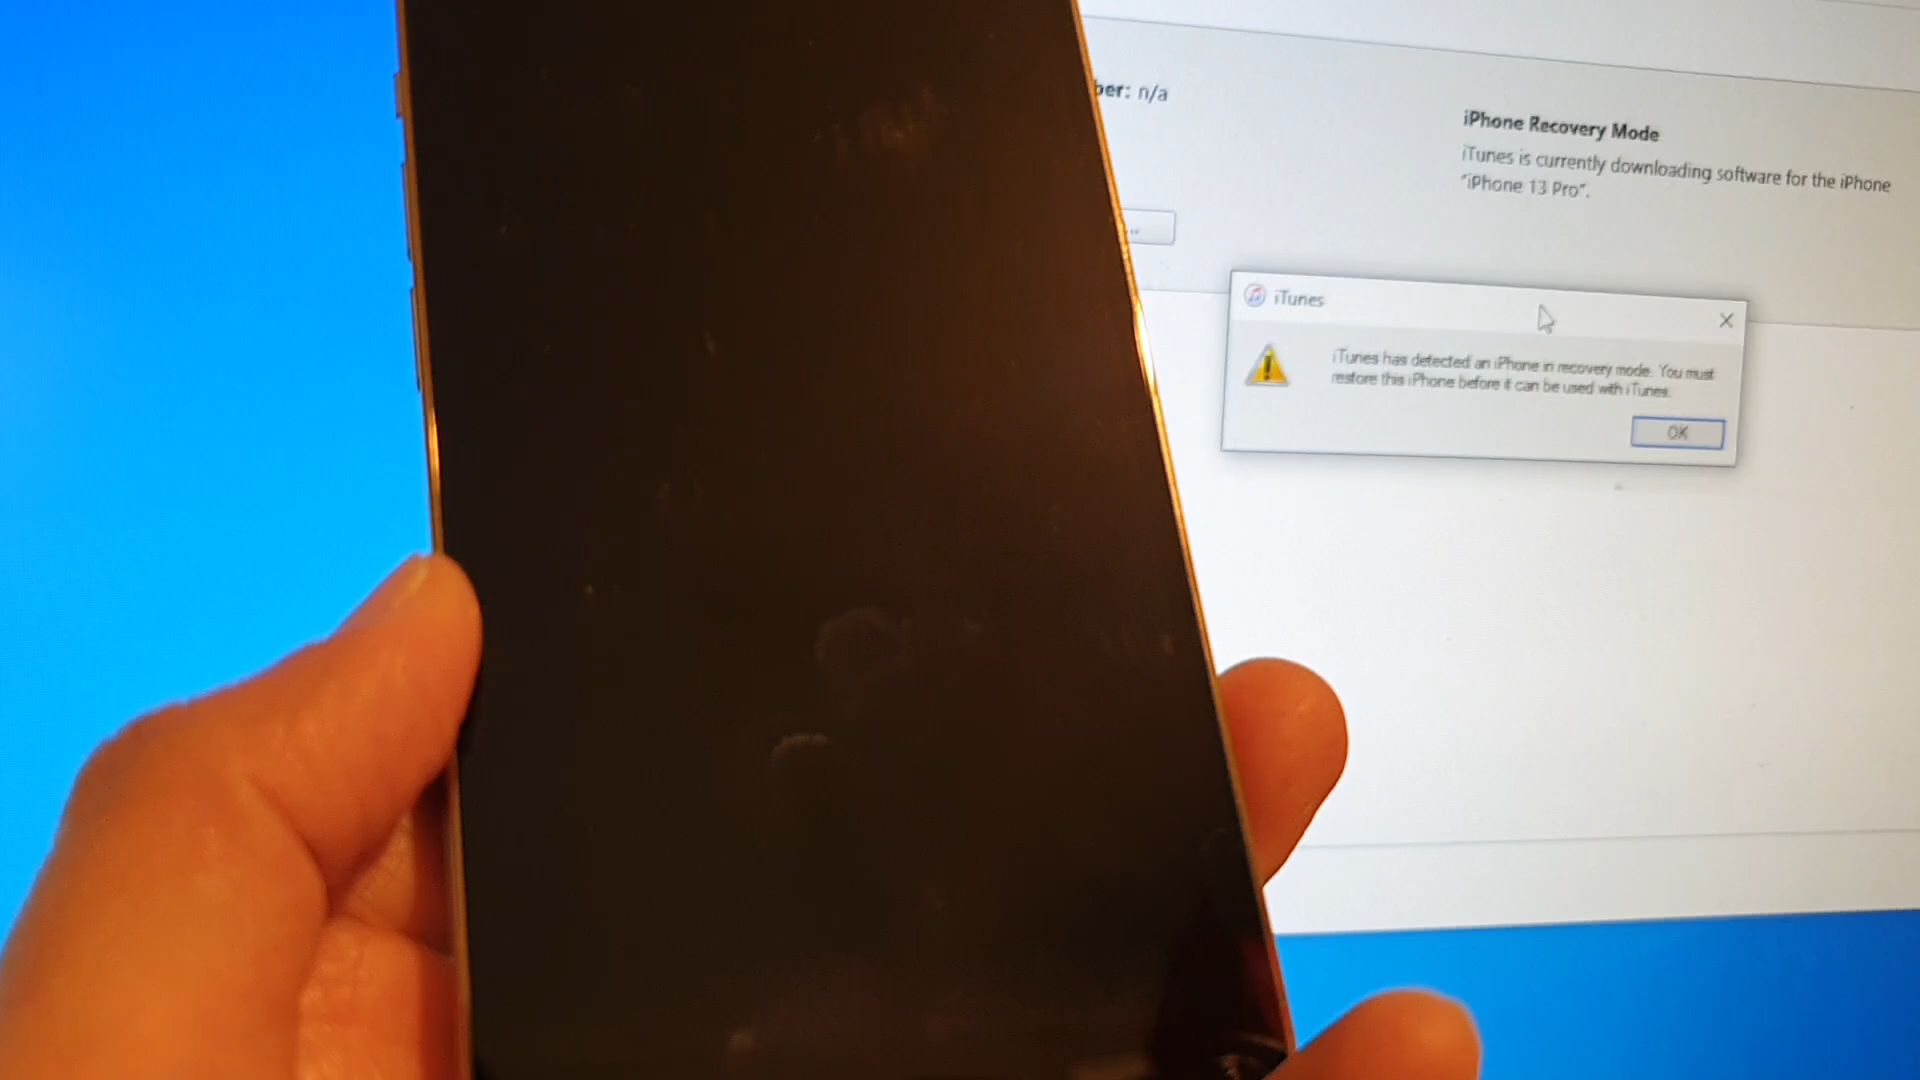 ber: n/a
iPhone Recovery Mode
iTunes is currently downloading software for the iPhone
"iPhone 13 Pro".
iTunes
iTunes has detected an iPhone in recovery mode. You must
restore this iPhone before it can be used with iTunes.
OK